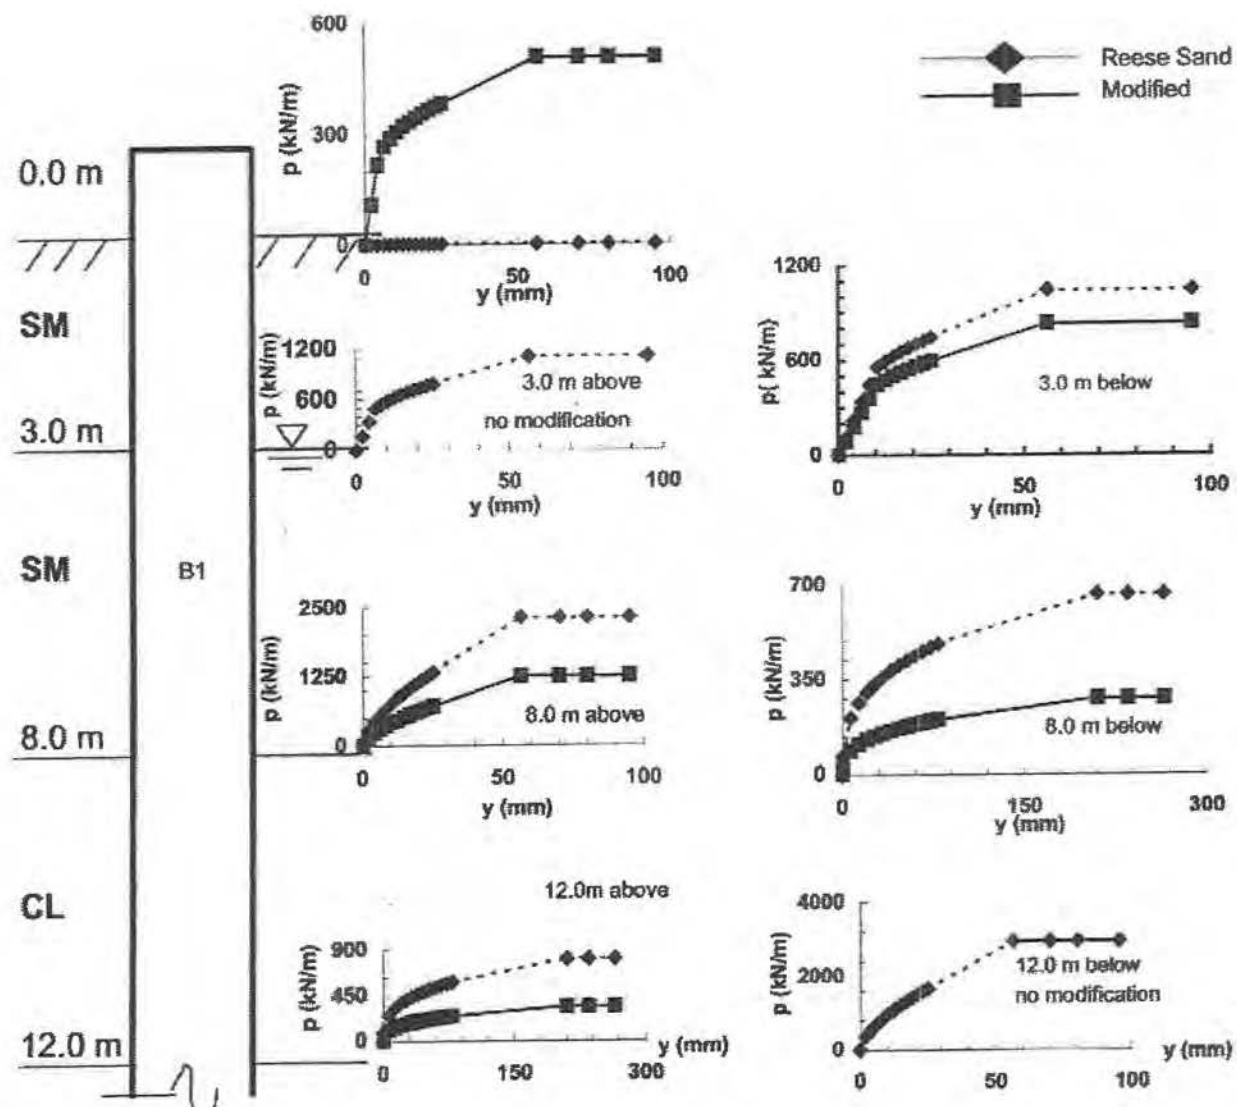 600
300
0
p (kN/m)
0
50
100
y (mm)
Reese Sand
Modified
0.0 m
SM
3.0 m
SM
8.0 m
CL
12.0 m
B1
1200
600
0
p (kN/m)
3.0 m above
no modification
0
50
100
y (mm)
1200
600
0
p( kN/m)
3.0 m below
0
50
100
y (mm)
2500
1250
0
p (kN/m)
8.0 m above
0
50
100
y (mm)
700
350
0
p (kN/m)
8.0 m below
0
150
300
y (mm)
12.0m above
900
450
0
p (kN/m)
0
150
300
y (mm)
4000
2000
0
p (kN/m)
12.0 m below
no modification
0
50
100
y (mm)